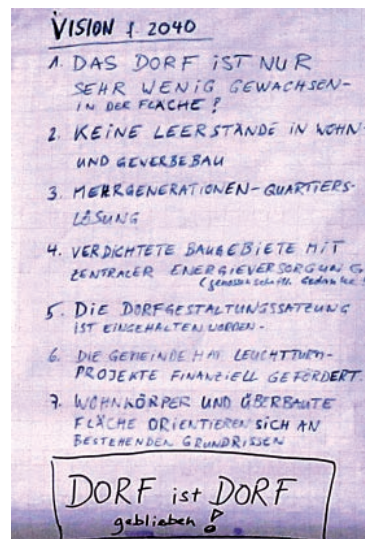 VISION f. 2040
1. DAS DORF IST NUR
SEHR WENIG GEWACHSEN -
IN DER FLÄCHE!
2. KEINE LEERSTÄNDE IN WOHN-
UND GEWERBEBAU
3. MEHRGENERATIONEN-QUARTIERS-
LÖSUNG
4. VERDICHTETE BAUGEBIETE MIT
ZENTRALER ENERGIEVERSORGUNG
(genossenschaftl. Gedanke!)
5. DIE DORFGESTALTUNGSSATZUNG
IST EINGEHALTEN WORDEN.
6. DIE GEMEINDE HAT LEUCHTTURM-
PROJEKTE FINANZIELL GEFÖRDERT.
7. WOHNKÖRPER UND ÜBERBAUTE
FLÄCHE ORIENTIEREN SICH AN
BESTEHENDEN GRUNDRISSEN
DORF ist DORF
geblieben!